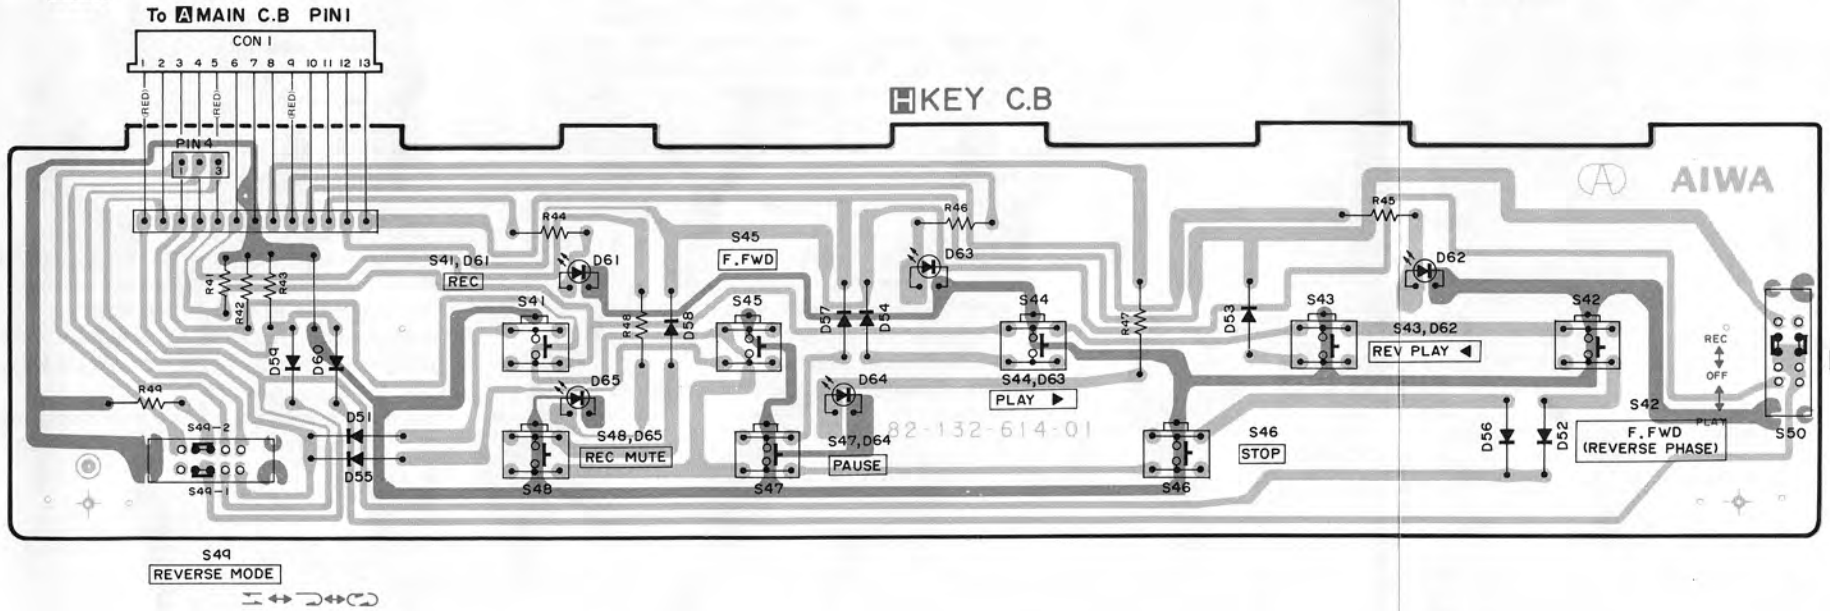 To A MAIN C.B PIN1
CON 1
1 2 3 4 5 6 7 8 9 10 11 12 13
(RED) (RED) (RED)
H KEY C.B
PIN 4
1 3
AIWA
R44
R46
R45
S41, D61
REC
D61
S45
F.FWD
D63
D62
R41
R42
R43
S41
R48
D58
S45
D57
D54
S44
R47
D53
S43
S42
S43, D62
REV PLAY ◀
D59
D60
REC
OFF
PLAY
R49
D65
D64
S44, D63
PLAY ▶
S49-2
D51
D55
S49-1
S48, D65
REC MUTE
S48
S47, D64
PAUSE
S47
82-132-614-01
S46
STOP
S46
D56
D52
S42
F. FWD
(REVERSE PHASE)
S50
S49
REVERSE MODE